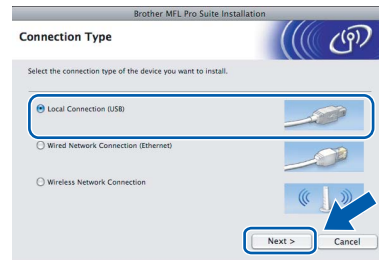 Brother MFL Pro Suite Installation
Connection Type
Select the connection type of the device you want to install.
Local Connection (USB)
Wired Network Connection (Ethernet)
Wireless Network Connection
Next > Cancel